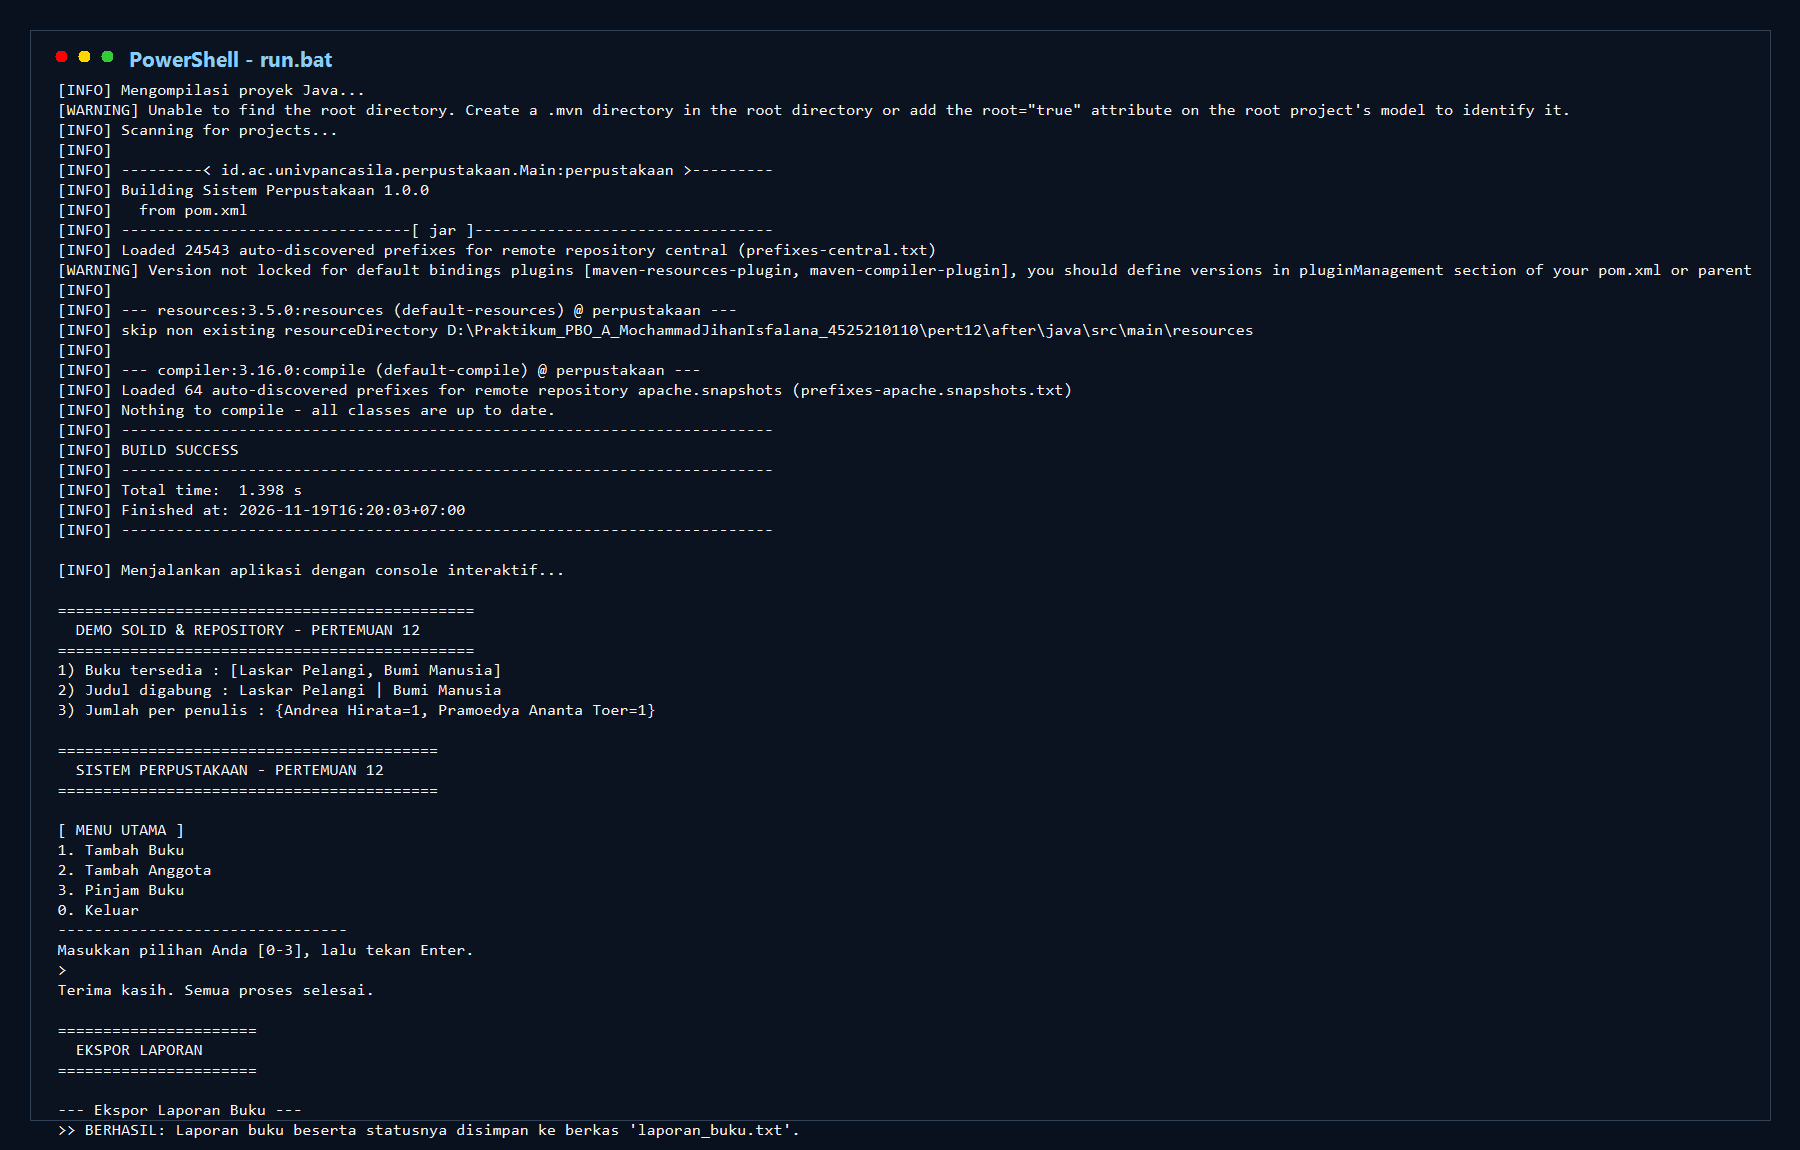 PowerShell - run.bat
[INFO] Mengompilasi proyek Java...
[WARNING] Unable to find the root directory. Create a .mvn directory in the root directory or add the root="true" attribute on the root project's model to identify it.
[INFO] Scanning for projects...
[INFO]
[INFO] ---------< id.ac.univpancasila.perpustakaan.Main:perpustakaan >---------
[INFO] Building Sistem Perpustakaan 1.0.0
[INFO]   from pom.xml
[INFO] --------------------------------[ jar ]---------------------------------
[INFO] Loaded 24543 auto-discovered prefixes for remote repository central (prefixes-central.txt)
[WARNING] Version not locked for default bindings plugins [maven-resources-plugin, maven-compiler-plugin], you should define versions in pluginManagement section of your pom.xml or parent
[INFO]
[INFO] --- resources:3.5.0:resources (default-resources) @ perpustakaan ---
[INFO] skip non existing resourceDirectory D:\Praktikum_PBO_A_MochammadJihanIsfalana_4525210110\pert12\after\java\src\main\resources
[INFO]
[INFO] --- compiler:3.16.0:compile (default-compile) @ perpustakaan ---
[INFO] Loaded 64 auto-discovered prefixes for remote repository apache.snapshots (prefixes-apache.snapshots.txt)
[INFO] Nothing to compile - all classes are up to date.
[INFO] ------------------------------------------------------------------------
[INFO] BUILD SUCCESS
[INFO] ------------------------------------------------------------------------
[INFO] Total time:  1.398 s
[INFO] Finished at: 2026-11-19T16:20:03+07:00
[INFO] ------------------------------------------------------------------------
[INFO] Menjalankan aplikasi dengan console interaktif...
==============================================
  DEMO SOLID & REPOSITORY - PERTEMUAN 12
==============================================
1) Buku tersedia : [Laskar Pelangi, Bumi Manusia]
2) Judul digabung : Laskar Pelangi | Bumi Manusia
3) Jumlah per penulis : {Andrea Hirata=1, Pramoedya Ananta Toer=1}
==========================================
  SISTEM PERPUSTAKAAN - PERTEMUAN 12
==========================================
[ MENU UTAMA ]
1. Tambah Buku
2. Tambah Anggota
3. Pinjam Buku
0. Keluar
--------------------------------
Masukkan pilihan Anda [0-3], lalu tekan Enter.
>
Terima kasih. Semua proses selesai.
======================
  EKSPOR LAPORAN
======================
--- Ekspor Laporan Buku ---
>> BERHASIL: Laporan buku beserta statusnya disimpan ke berkas 'laporan_buku.txt'.